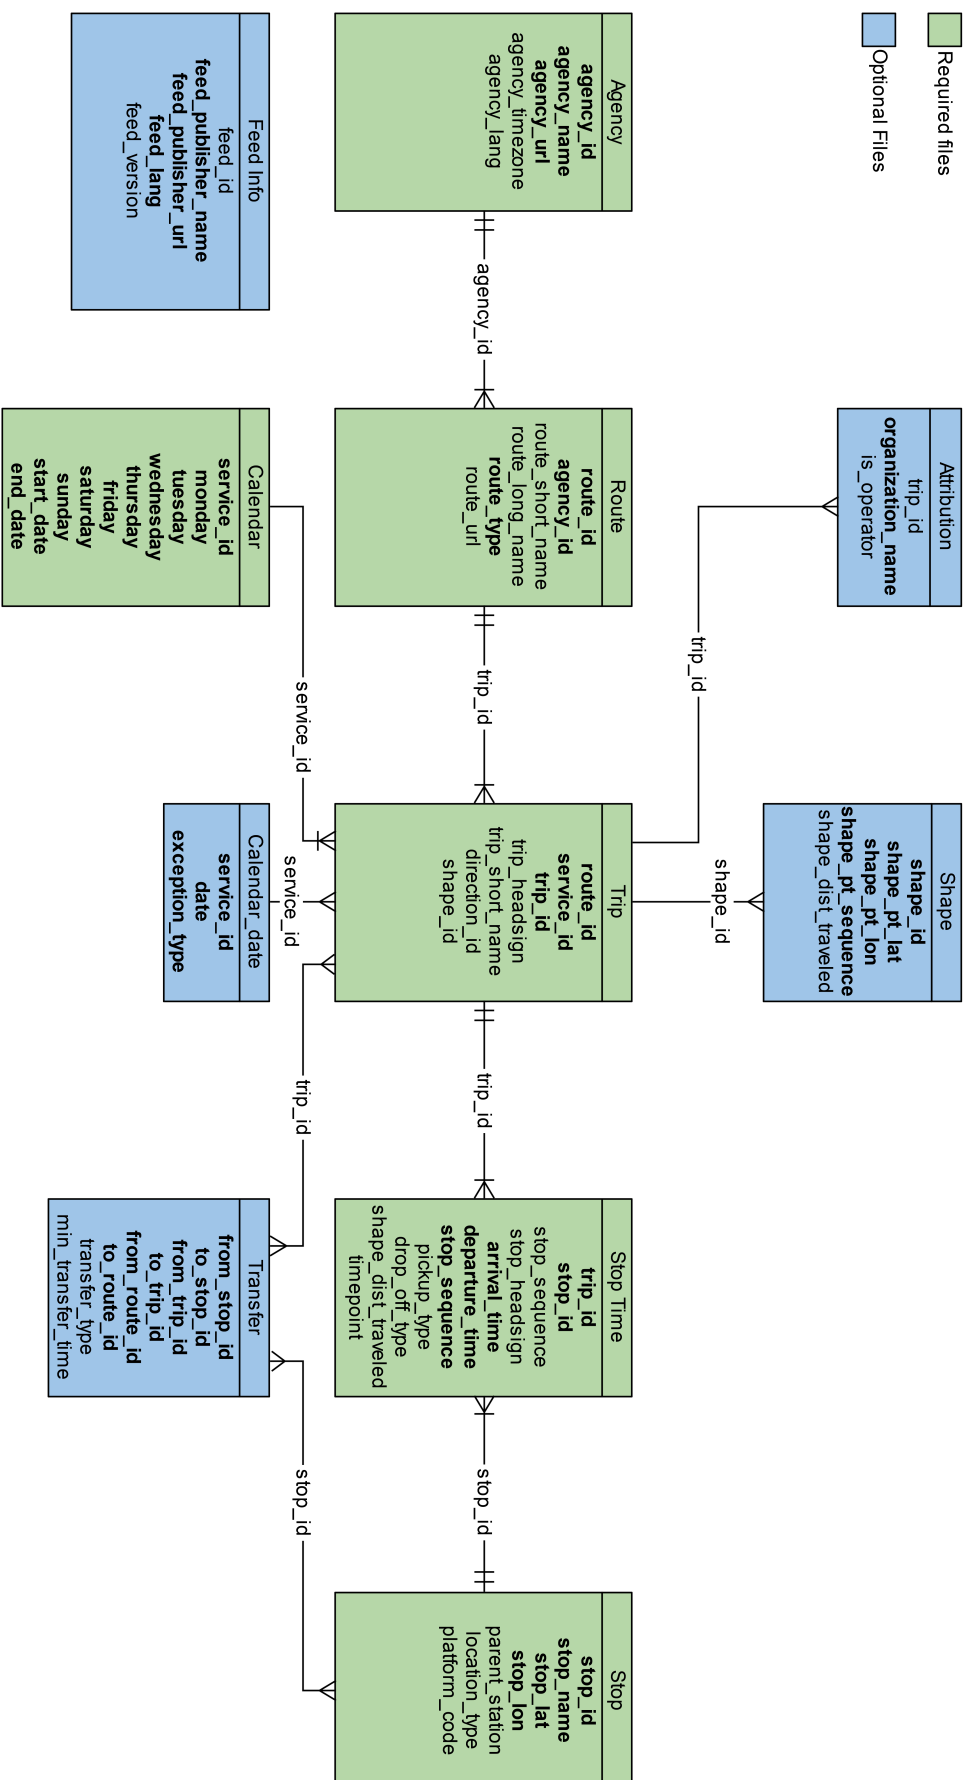 Required files
Optional Files
Attribution
trip_id
organization_name
is_operator
Shape
shape_id
shape_pt_lat
shape_pt_lon
shape_pt_sequence
shape_dist_traveled
trip_id
shape_id
Agency
agency_id
agency_name
agency_url
agency_timezone
agency_lang
agency_id
Route
route_id
agency_id
route_short_name
route_long_name
route_type
route_url
trip_id
Trip
route_id
service_id
trip_id
trip_headsign
trip_short_name
direction_id
shape_id
trip_id
Stop Time
trip_id
stop_id
stop_sequence
stop_headsign
arrival_time
departure_time
stop_sequence
pickup_type
drop_off_type
shape_dist_traveled
timepoint
stop_id
Stop
stop_id
stop_name
stop_lat
stop_lon
parent_station
location_type
platform_code
service_id
service_id
trip_id
stop_id
Feed Info
feed_id
feed_publisher_name
feed_publisher_url
feed_lang
feed_version
Calendar
service_id
monday
tuesday
wednesday
thursday
friday
saturday
sunday
start_date
end_date
Calendar_date
service_id
date
exception_type
Transfer
from_stop_id
to_stop_id
from_trip_id
to_trip_id
from_route_id
to_route_id
transfer_type
min_transfer_time